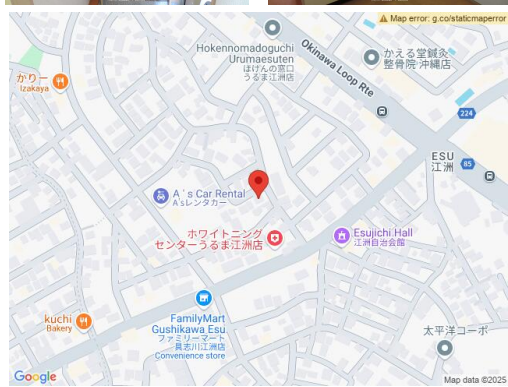 Map error: g.co/staticmaperror
Hokennomadoguchi
Urumaesuten
ほけんの窓口
うるま江洲店
Okinawa Loop Rte
かえる堂鍼灸
整骨院 沖縄店
かりー
Izakaya
224
ESU
江洲
85
A's Car Rental
A'sレンタカー
ホワイトニング
センターうるま江洲店
Esujichi Hall
江洲自治会館
kuchi
Bakery
FamilyMart
Gushikawa Esu
ファミリーマート
具志川江洲店
Convenience store
太平洋コーポ
Google
Map data ©2025